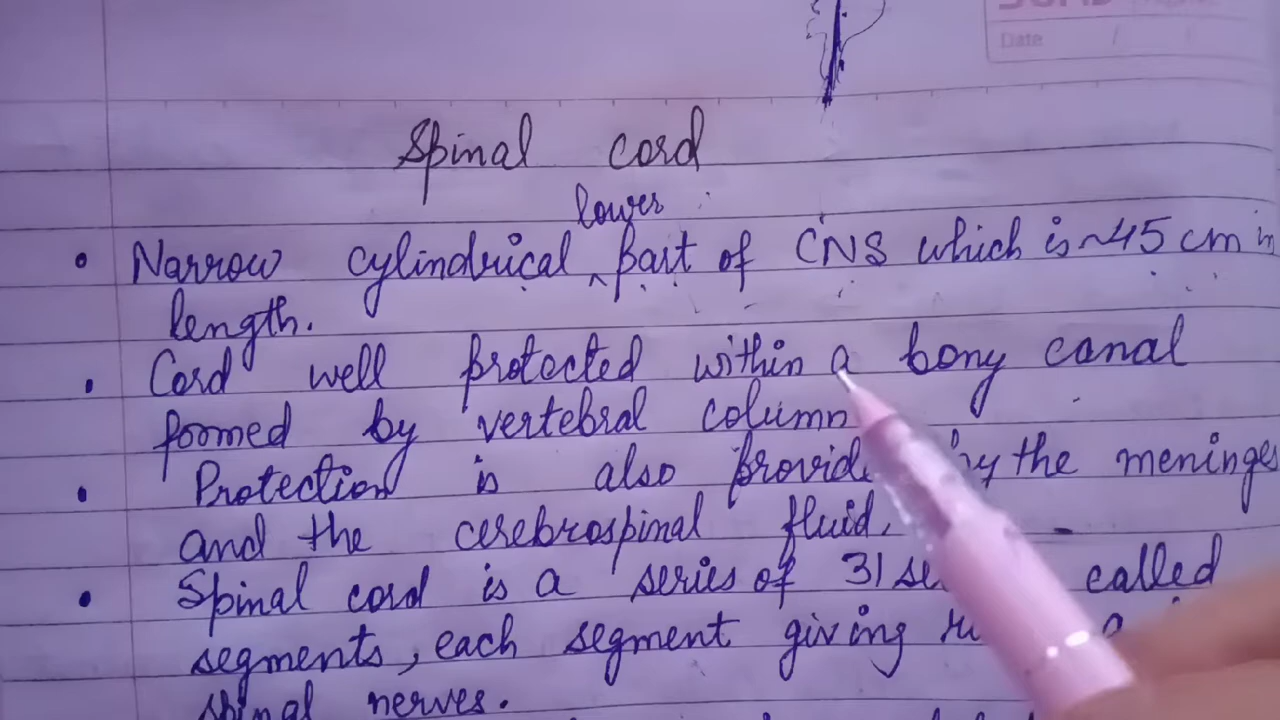 Date / /
Spinal cord
lower
• Narrow cylindrical ^ part of CNS which is ~45 cm in
length.
• Cord well protected within a bony canal
formed by vertebral column
• Protection is also provid by the meninges
and the cerebrospinal fluid.
• Spinal cord is a series of 31 called
segments, each segment giving
spinal nerves.